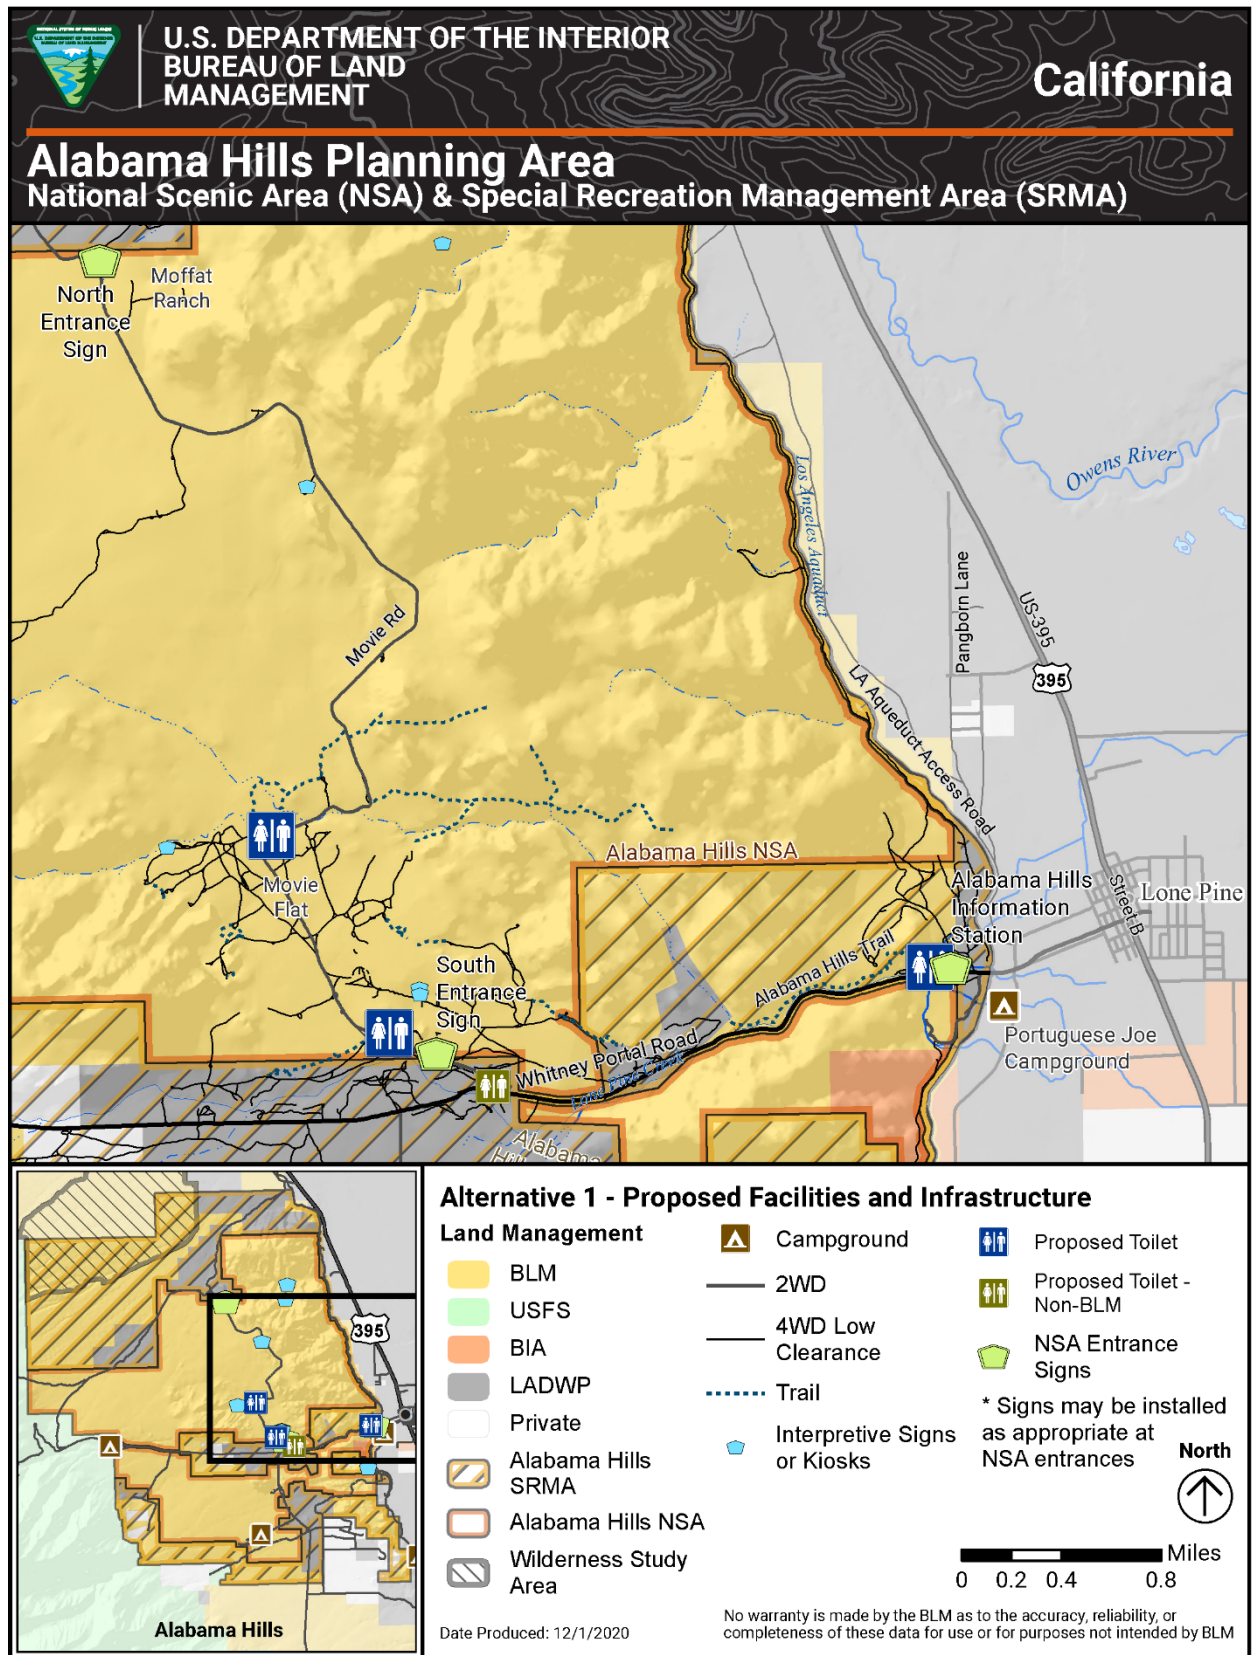 U.S. DEPARTMENT OF THE INTERIOR
BUREAU OF LAND
MANAGEMENT
California
Alabama Hills Planning Area
National Scenic Area (NSA) & Special Recreation Management Area (SRMA)
Moffat
Ranch
North
Entrance
Sign
Owens River
Los Angeles Aquaduct
Pangborn Lane
US-395
395
Movie Rd
LA Aqueduct Access Road
Alabama Hills NSA
Movie
Flat
Alabama Hills
Information
Station
Street B
Lone Pine
South
Entrance
Sign
Alabama Hills Trail
Portuguese Joe
Campground
Whitney Portal Road
Lone Pine Creek
Alabama
395
Alabama Hills
Alternative 1 - Proposed Facilities and Infrastructure
Land Management
BLM
USFS
BIA
LADWP
Private
Alabama Hills
SRMA
Alabama Hills NSA
Wilderness Study
Area
Campground
2WD
4WD Low
Clearance
Trail
Interpretive Signs
or Kiosks
Proposed Toilet
Proposed Toilet -
Non-BLM
NSA Entrance
Signs
* Signs may be installed
as appropriate at
NSA entrances
North
Miles
0 0.2 0.4 0.8
Date Produced: 12/1/2020
No warranty is made by the BLM as to the accuracy, reliability, or
completeness of these data for use or for purposes not intended by BLM